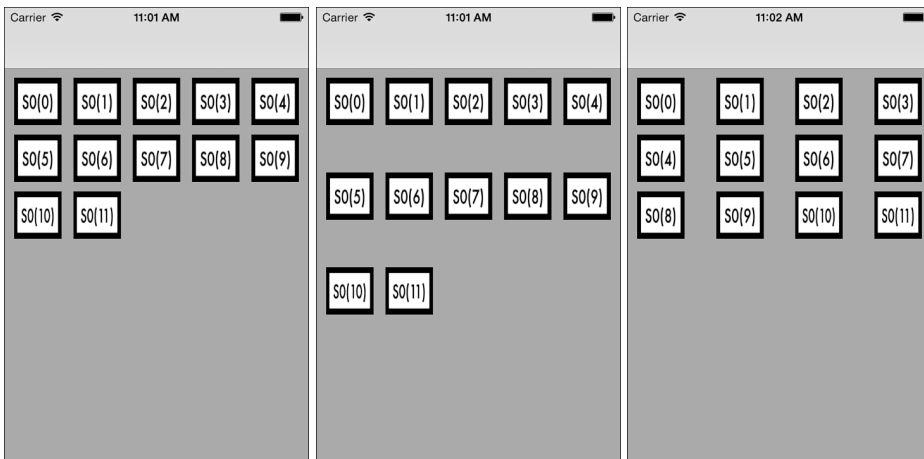 Carrier 11:01 AM
S0(0) S0(1) S0(2) S0(3) S0(4)
S0(5) S0(6) S0(7) S0(8) S0(9)
S0(10) S0(11)
Carrier 11:01 AM
S0(0) S0(1) S0(2) S0(3) S0(4)
S0(5) S0(6) S0(7) S0(8) S0(9)
S0(10) S0(11)
Carrier 11:02 AM
S0(0) S0(1) S0(2) S0(3)
S0(4) S0(5) S0(6) S0(7)
S0(8) S0(9) S0(10) S0(11)